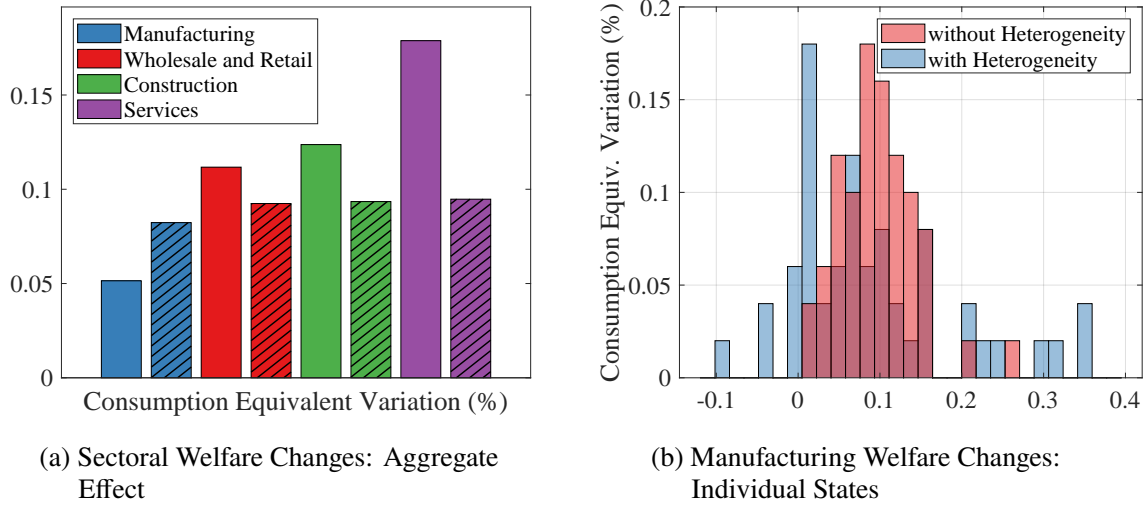 Manufacturing
Wholesale and Retail
Construction
Services
0.15
0.1
0.05
0
Consumption Equivalent Variation (%)
(a) Sectoral Welfare Changes: Aggregate
Effect
Consumption Equiv. Variation (%)
0.2
0.15
0.1
0.05
0
without Heterogeneity
with Heterogeneity
-0.1 0 0.1 0.2 0.3 0.4
(b) Manufacturing Welfare Changes:
Individual States